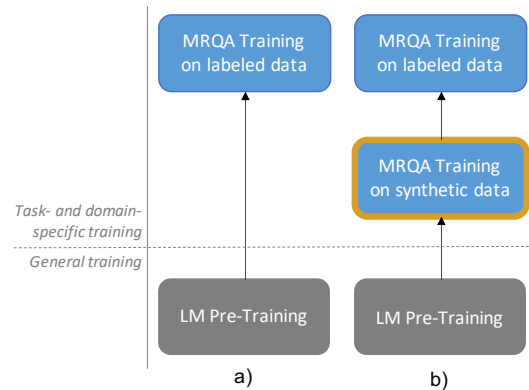 MRQA Training
on labeled data
MRQA Training
on labeled data
MRQA Training
on synthetic data
Task- and domain-
specific training
General training
LM Pre-Training
LM Pre-Training
a)
b)